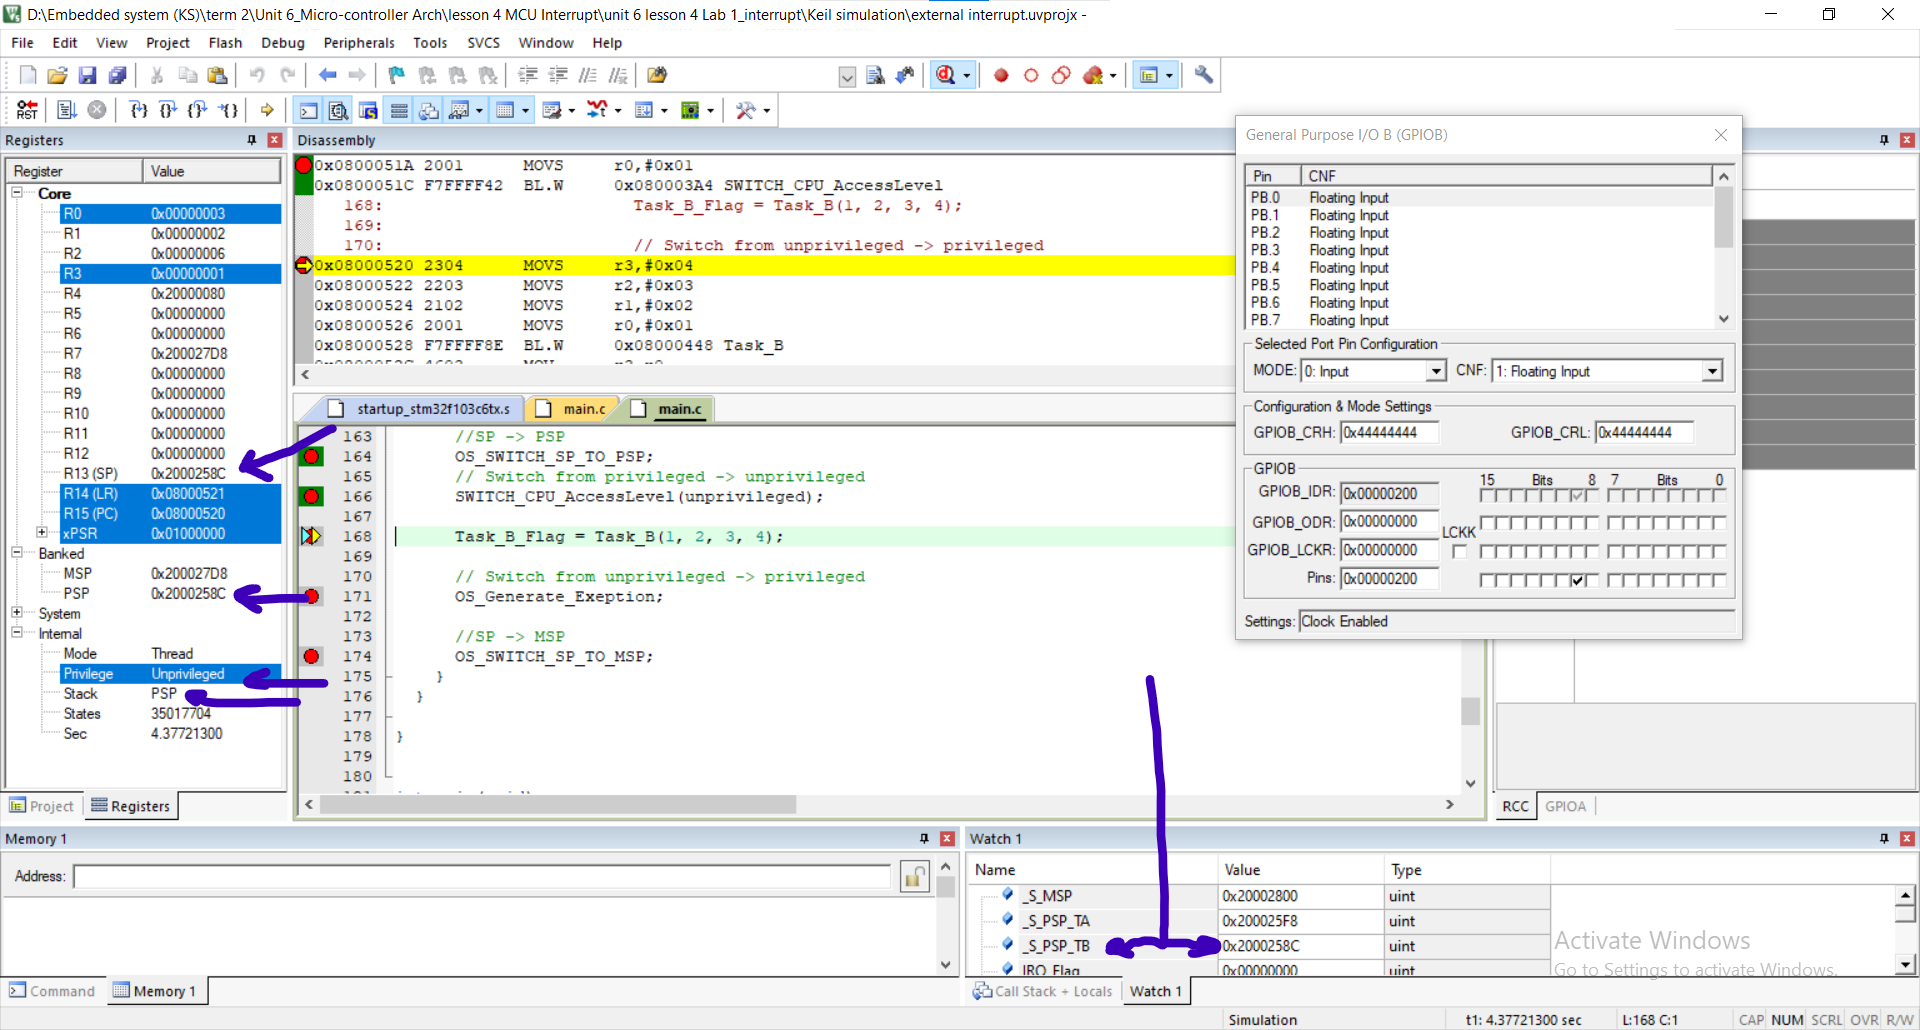 D:\Embedded system (KS)\term 2\Unit 6_Micro-controller Arch\lesson 4 MCU Interrupt\unit 6 lesson 4 Lab 1_interrupt\Keil simulation\external interrupt.uvprojx -
File Edit View Project Flash Debug Peripherals Tools SVCS Window Help
RST
Registers
Register Value
Core
R0 0x00000003
R1 0x00000002
R2 0x00000006
R3 0x00000001
R4 0x20000080
R5 0x00000000
R6 0x00000000
R7 0x200027D8
R8 0x00000000
R9 0x00000000
R10 0x00000000
R11 0x00000000
R12 0x00000000
R13 (SP) 0x2000258C
R14 (LR) 0x08000521
R15 (PC) 0x08000520
xPSR 0x01000000
Banked
MSP 0x200027D8
PSP 0x2000258C
System
Internal
Mode Thread
Privilege Unprivileged
Stack PSP
States 35017704
Sec 4.37721300
Project Registers
Disassembly
0x0800051A 2001 MOVS r0,#0x01
0x0800051C F7FFFF42 BL.W 0x080003A4 SWITCH_CPU_AccessLevel
168: Task_B_Flag = Task_B(1, 2, 3, 4);
169:
170: // Switch from unprivileged -> privileged
0x08000520 2304 MOVS r3,#0x04
0x08000522 2203 MOVS r2,#0x03
0x08000524 2102 MOVS r1,#0x02
0x08000526 2001 MOVS r0,#0x01
0x08000528 F7FFFF8E BL.W 0x08000448 Task_B
startup_stm32f103c6tx.s main.c main.c
163 //SP -> PSP
164 OS_SWITCH_SP_TO_PSP;
165 // Switch from privileged -> unprivileged
166 SWITCH_CPU_AccessLevel(unprivileged);
167
168 Task_B_Flag = Task_B(1, 2, 3, 4);
169
170 // Switch from unprivileged -> privileged
171 OS_Generate_Exeption;
172
173 //SP -> MSP
174 OS_SWITCH_SP_TO_MSP;
175 }
176 }
177
178 }
179
180
General Purpose I/O B (GPIOB)
Pin CNF
PB.0 Floating Input
PB.1 Floating Input
PB.2 Floating Input
PB.3 Floating Input
PB.4 Floating Input
PB.5 Floating Input
PB.6 Floating Input
PB.7 Floating Input
Selected Port Pin Configuration
MODE: 0: Input CNF: 1: Floating Input
Configuration & Mode Settings
GPIOB_CRH: 0x44444444 GPIOB_CRL: 0x44444444
GPIOB
15 Bits 8 7 Bits 0
GPIOB_IDR: 0x00000200
GPIOB_ODR: 0x00000000
LCKK
GPIOB_LCKR: 0x00000000
Pins: 0x00000200
Settings: Clock Enabled
RCC GPIOA
Memory 1
Address:
Command Memory 1
Watch 1
Name Value Type
_S_MSP 0x20002800 uint
_S_PSP_TA 0x200025F8 uint
_S_PSP_TB 0x2000258C uint
IRQ_Flag 0x00000000 uint
Call Stack + Locals Watch 1
Activate Windows
Go to Settings to activate Windows.
Simulation t1: 4.37721300 sec L:168 C:1 CAP NUM SCRL OVR R/W